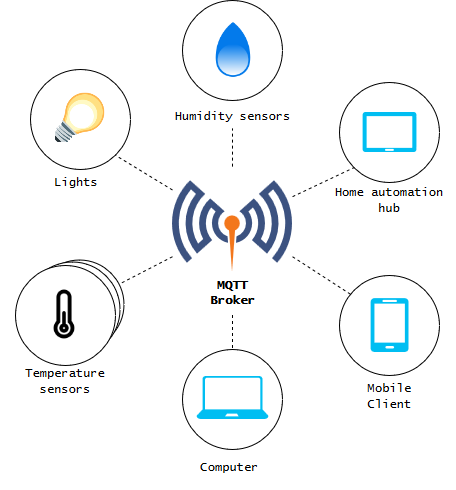 Humidity sensors
Lights
Home automation
hub
MQTT
Broker
Temperature
sensors
Mobile
Client
Computer